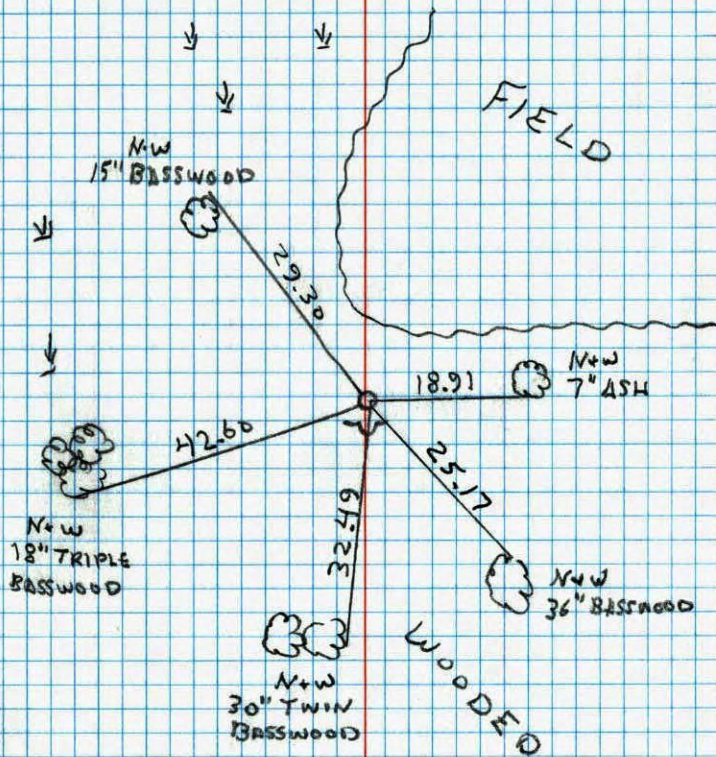 FIELD
N+W
15" BASSWOOD
29.30
18.91
N+W
7" ASH
42.60
25.17
N+W
18" TRIPLE
BASSWOOD
32.49
N+W
36" BASSWOOD
N+W
30" TWIN
BASSWOOD
WOODED